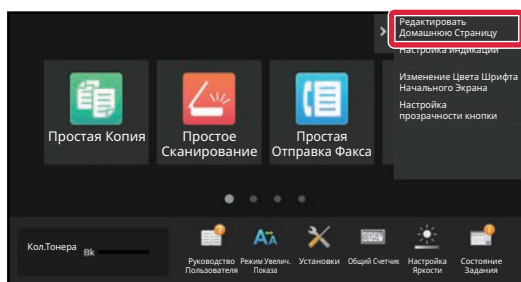 Редактировать
Домашнюю Страницу
Настройка индикации
Изменение Цвета Шрифта
Начального Экрана
Настройка
прозрачности кнопки
Простая Копия
Простое
Сканирование
Простая
Отправка Факса
Кол.Тонера
Bk
Руководство
Пользователя
Режим Увелич.
Показа
Установки
Общий Счетчик
Настройка
Яркости
Состояние
Задания